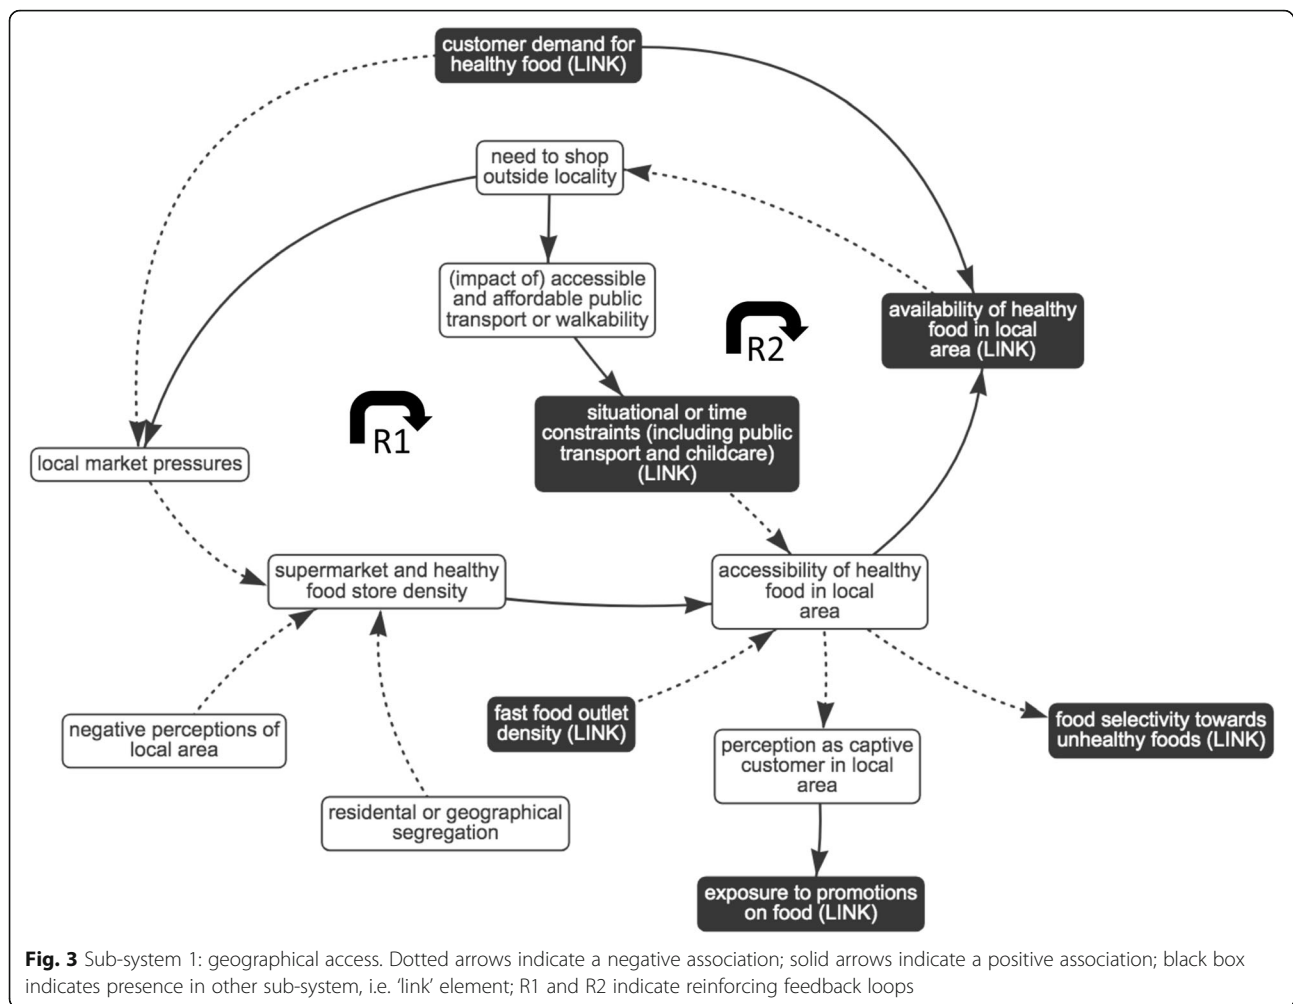 customer demand for
healthy food (LINK)
need to shop
outside locality
(impact of) accessible
and affordable public
transport or walkability
availability of healthy
food in local
area (LINK)
R2
situational or time
constraints (including public
transport and childcare)
(LINK)
R1
local market pressures
supermarket and healthy
food store density
accessibility of healthy
food in local
area
negative perceptions of
local area
fast food outlet
density (LINK)
food selectivity towards
unhealthy foods (LINK)
perception as captive
customer in local
area
residental or geographical
segregation
exposure to promotions
on food (LINK)
Fig. 3 Sub-system 1: geographical access. Dotted arrows indicate a negative association; solid arrows indicate a positive association; black box
indicates presence in other sub-system, i.e. ‘link’ element; R1 and R2 indicate reinforcing feedback loops